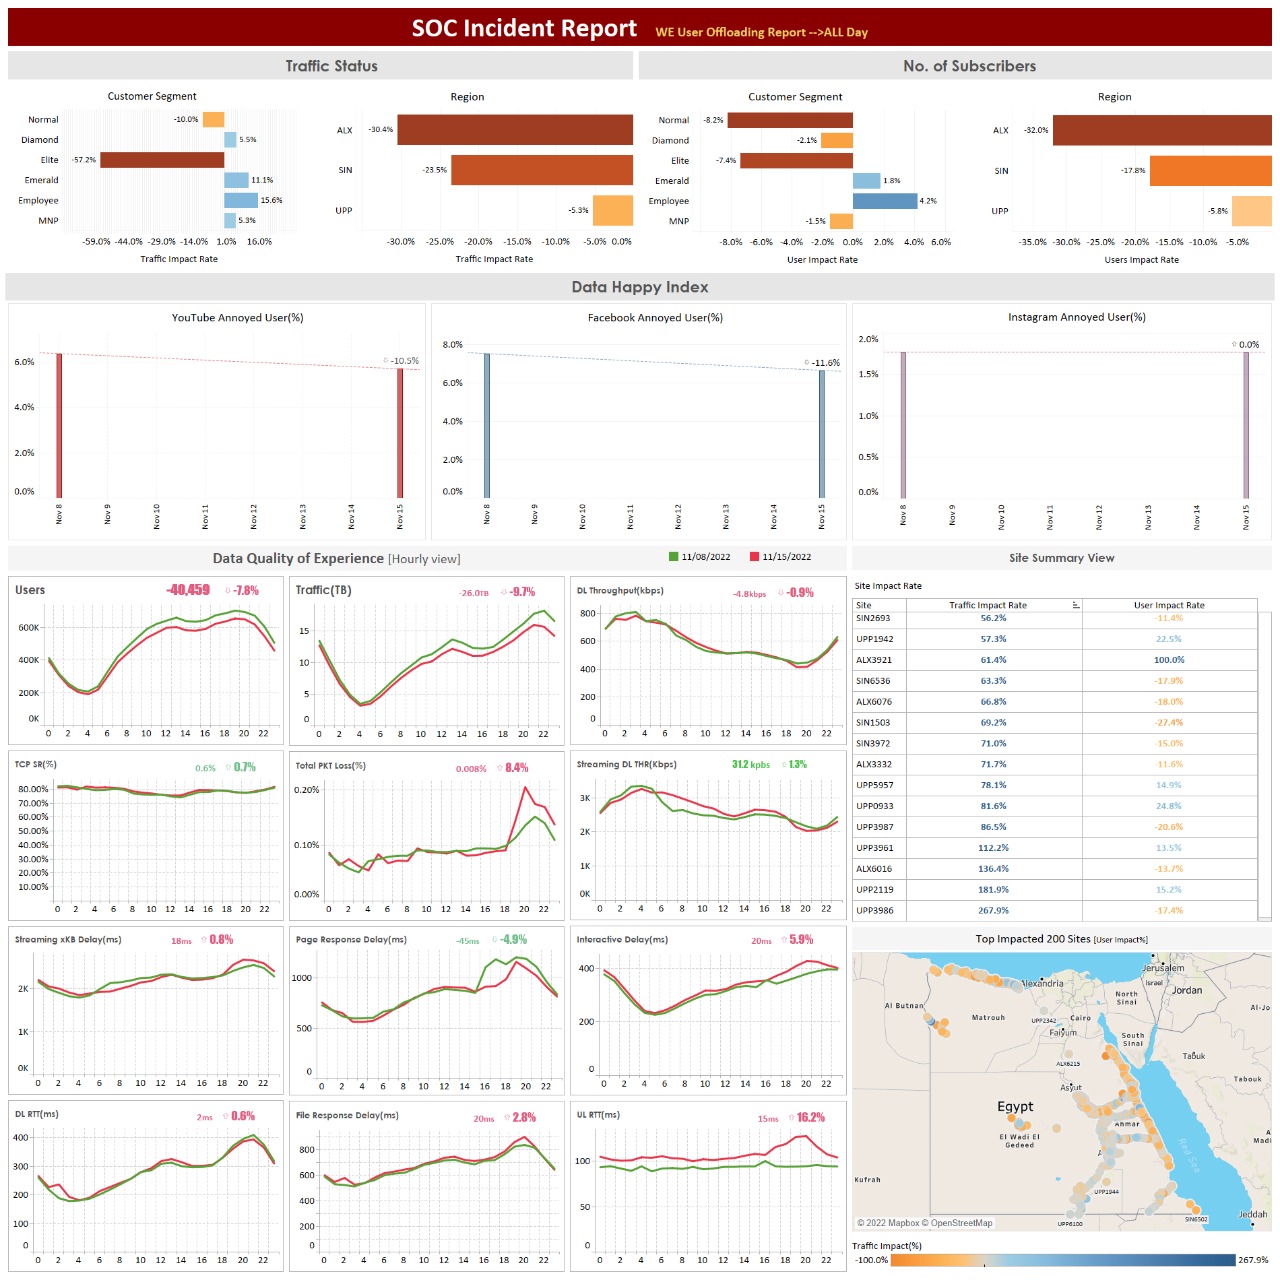 SOC Incident Report WE User Offloading Report -->ALL Day
Traffic Status
No. of Subscribers
Customer Segment
Normal -10.0%
Diamond 5.5%
Elite -57.2%
Emerald 11.1%
Employee 15.6%
MNP 5.3%
-59.0% -44.0% -29.0% -14.0% 1.0% 16.0%
Traffic Impact Rate
Region
ALX -30.4%
SIN -23.5%
UPP -5.3%
-30.0% -25.0% -20.0% -15.0% -10.0% -5.0% 0.0%
Traffic Impact Rate
Customer Segment
Normal -8.2%
Diamond -2.1%
Elite -7.4%
Emerald 1.8%
Employee 4.2%
MNP -1.5%
-8.0% -6.0% -4.0% -2.0% 0.0% 2.0% 4.0% 6.0%
User Impact Rate
Region
ALX -32.0%
SIN -17.8%
UPP -5.8%
-35.0% -30.0% -25.0% -20.0% -15.0% -10.0% -5.0%
Users Impact Rate
Data Happy Index
YouTube Annoyed User(%)
-10.5%
6.0%
4.0%
2.0%
0.0%
Nov 8 Nov 9 Nov 10 Nov 11 Nov 12 Nov 13 Nov 14 Nov 15
Facebook Annoyed User(%)
8.0%
-11.6%
6.0%
4.0%
2.0%
0.0%
Nov 8 Nov 9 Nov 10 Nov 11 Nov 12 Nov 13 Nov 14 Nov 15
Instagram Annoyed User(%)
2.0%
0.0%
1.5%
1.0%
0.5%
0.0%
Nov 8 Nov 9 Nov 10 Nov 11 Nov 12 Nov 13 Nov 14 Nov 15
Data Quality of Experience [Hourly view]
11/08/2022 11/15/2022
Users -40,459 -7.8%
600K
400K
200K
0K
0 2 4 6 8 10 12 14 16 18 20 22
Traffic(TB) -26.0TB -9.7%
15
10
5
0
0 2 4 6 8 10 12 14 16 18 20 22
DL Throughput(kbps) -4.8kbps -0.9%
800
600
400
200
0
0 2 4 6 8 10 12 14 16 18 20 22
TCP SR(%) 0.6% 0.7%
80.00%
70.00%
60.00%
50.00%
40.00%
30.00%
20.00%
10.00%
0 2 4 6 8 10 12 14 16 18 20 22
Total PKT Loss(%) 0.008% 8.4%
0.20%
0.10%
0.00%
0 2 4 6 8 10 12 14 16 18 20 22
Streaming DL THR(Kbps) 31.2 kpbs 1.3%
3K
2K
1K
0K
0 2 4 6 8 10 12 14 16 18 20 22
Streaming xKB Delay(ms) 18ms 0.8%
2K
1K
0K
0 2 4 6 8 10 12 14 16 18 20 22
Page Response Delay(ms) -45ms -4.9%
1000
500
0
0 2 4 6 8 10 12 14 16 18 20 22
Interactive Delay(ms) 20ms 5.9%
400
200
0
0 2 4 6 8 10 12 14 16 18 20 22
DL RTT(ms) 2ms 0.6%
400
300
200
100
0
0 2 4 6 8 10 12 14 16 18 20 22
File Response Delay(ms) 20ms 2.8%
800
600
400
200
0
0 2 4 6 8 10 12 14 16 18 20 22
UL RTT(ms) 15ms 16.2%
100
50
0
0 2 4 6 8 10 12 14 16 18 20 22
Site Summary View
Site Impact Rate
Site Traffic Impact Rate User Impact Rate
SIN2693 56.2% -11.4%
UPP1942 57.3% 22.5%
ALX3921 61.4% 100.0%
SIN6536 63.3% -17.9%
ALX6076 66.8% -18.0%
SIN1503 69.2% -27.4%
SIN3972 71.0% -15.0%
ALX3332 71.7% -11.6%
UPP5957 78.1% 14.9%
UPP0933 81.6% 24.8%
UPP3987 86.5% -20.6%
UPP3961 112.2% 13.5%
ALX6016 136.4% -13.7%
UPP2119 181.9% 15.2%
UPP3986 267.9% -17.4%
Top Impacted 200 Sites [User Impact%]
Jerusalem
Alexandria
Israel
Jordan
North Sinai
Al Butnan
Matrouh
UPP2342
Cairo
Al-Jo
Faiyum
South Sinai
Tabuk
ALX6215
Asyut
Tabouk
Egypt
Ahmar
El Wadi El Gedeed
Red Sea
Kufrah
UPP1944
UPP6100
SIN6502
Jeddah
© 2022 Mapbox © OpenStreetMap
Traffic Impact(%)
-100.0% 267.9%